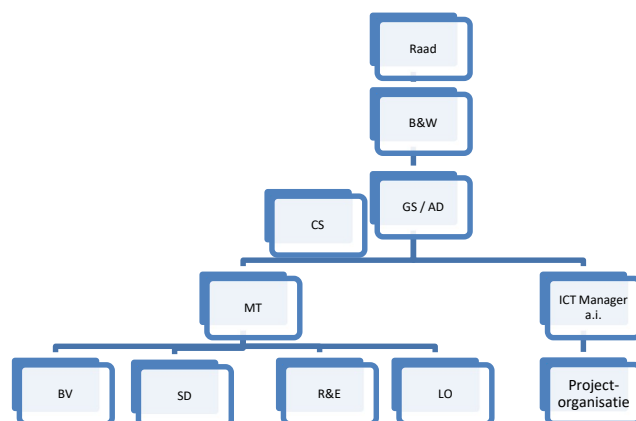 Raad
B&W
GS / AD
CS
MT
ICT Manager
a.i.
BV
SD
R&E
LO
Project-
organisatie